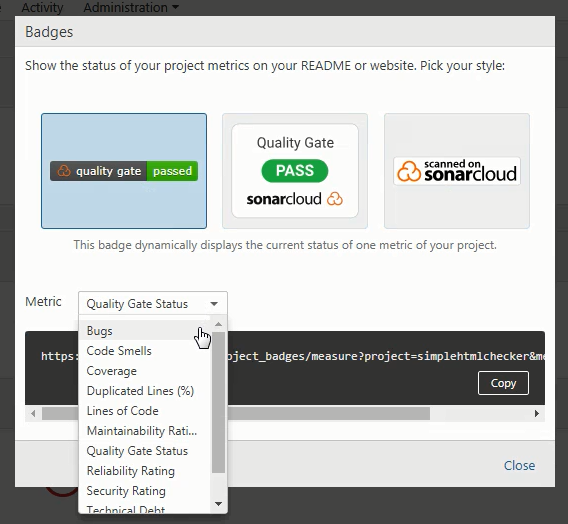 Activity Administration
Badges
Show the status of your project metrics on your README or website. Pick your style:
quality gate passed
Quality Gate
PASS
sonarcloud
scanned on
sonarcloud
This badge dynamically displays the current status of one metric of your project.
Metric Quality Gate Status
Bugs
Code Smells
Coverage
Duplicated Lines (%)
Lines of Code
Maintainability Rati...
Quality Gate Status
Reliability Rating
Security Rating
Technical Debt
https: oject_badges/measure?project=simplehtmlchecker&me
Copy
Close